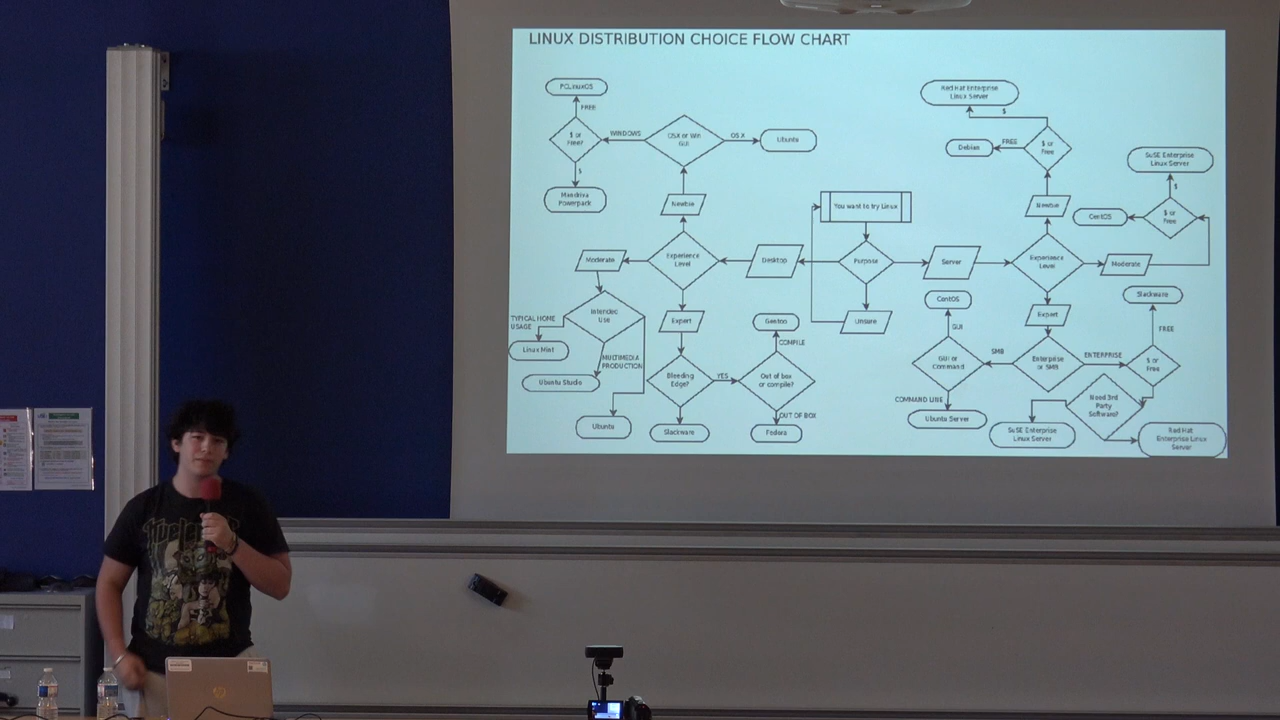 LINUX DISTRIBUTION CHOICE FLOW CHART
PCLinuxOS
FREE
$ or
Free?
WINDOWS
OSX or Win
GUI
OS X
Ubuntu
$
Mandriva
Powerpack
Newbie
Moderate
Experience
Level
Desktop
You want to try Linux
Purpose
Unsure
Intended
Use
TYPICAL HOME
USAGE
Linux Mint
MULTIMEDIA
PRODUCTION
Ubuntu Studio
Ubuntu
Expert
Bleeding
Edge?
YES
Slackware
Gentoo
COMPILE
Out of box
or compile?
OUT OF BOX
Fedora
Server
Experience
Level
Newbie
$ or
Free
FREE
Debian
$
Red Hat Enterprise
Linux Server
Moderate
$ or
Free
CentOS
$
SuSE Enterprise
Linux Server
Expert
Enterprise
or SMB
SMB
GUI or
Command
GUI
CentOS
COMMAND LINE
Ubuntu Server
ENTERPRISE
$ or
Free
FREE
Slackware
Need 3rd
Party
Software?
SuSE Enterprise
Linux Server
Red Hat
Enterprise Linux
Server
hp